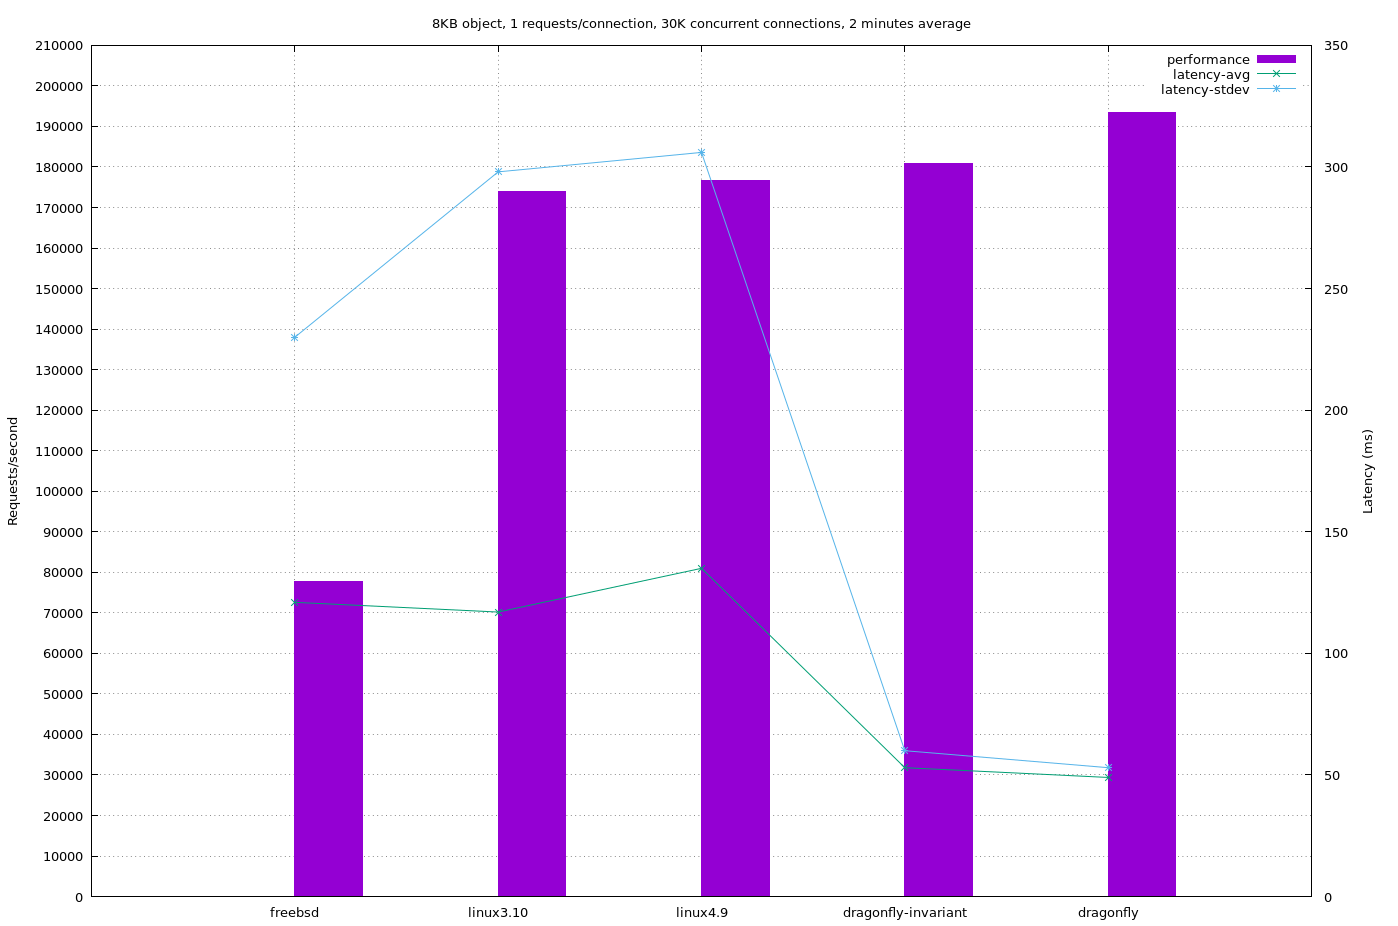 8KB object, 1 requests/connection, 30K concurrent connections, 2 minutes average
performance
latency-avg
latency-stdev
210000
200000
190000
180000
170000
160000
150000
140000
130000
120000
110000
100000
90000
80000
70000
60000
50000
40000
30000
20000
10000
0
Requests/second
350
300
250
200
150
100
50
0
Latency (ms)
freebsd
linux3.10
linux4.9
dragonfly-invariant
dragonfly